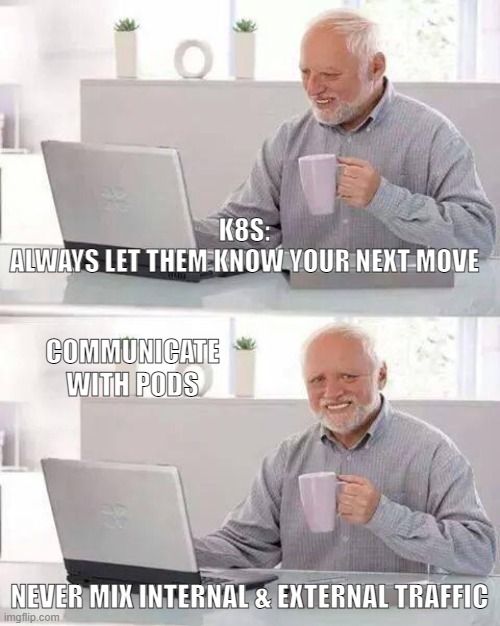 K8S:
ALWAYS LET THEM KNOW YOUR NEXT MOVE
COMMUNICATE
WITH PODS
NEVER MIX INTERNAL & EXTERNAL TRAFFIC
imgflip.com